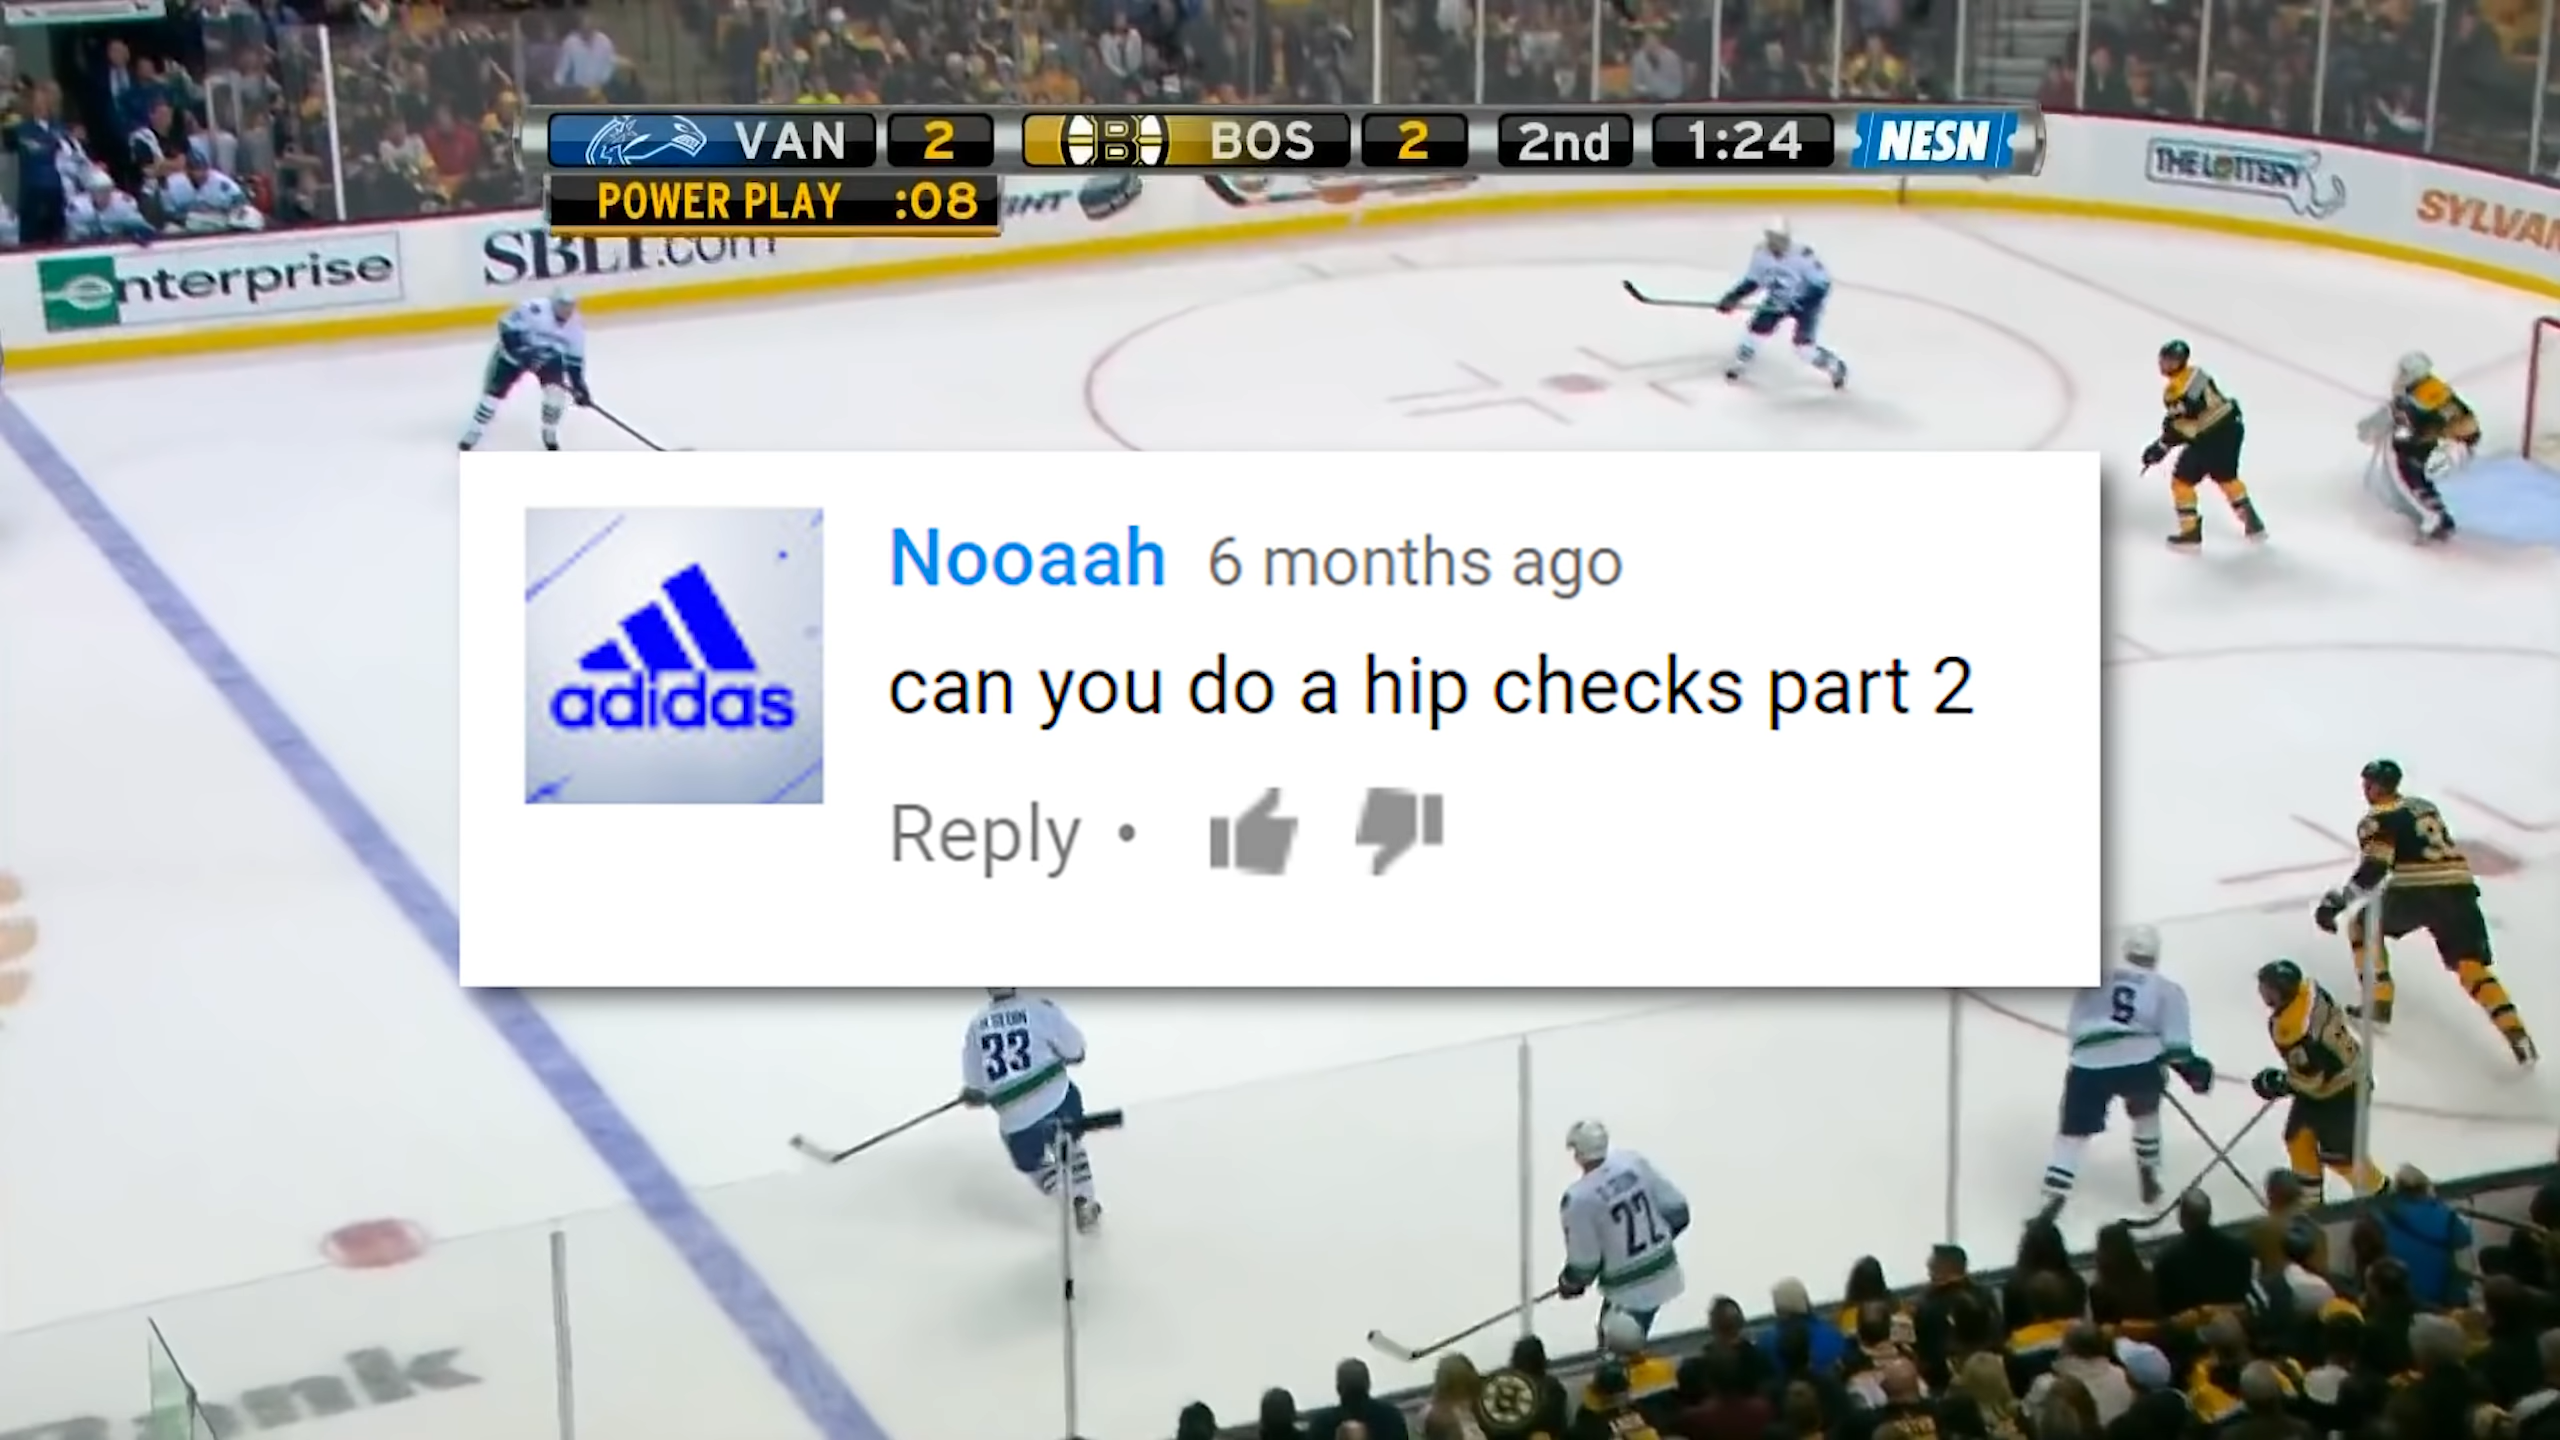 VAN 2 BOS 2 2nd 1:24 NESN
POWER PLAY :08
THE LOTTERY
enterprise
SBLI.com
Nooaah 6 months ago
can you do a hip checks part 2
adidas
Reply •
33
6
22